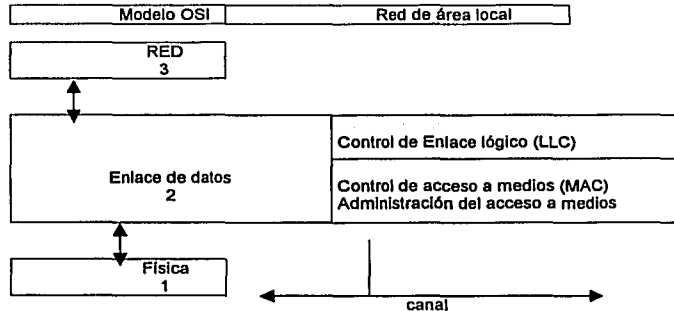 Modelo OSI
Red de área local
RED
3
Control de Enlace lógico (LLC)
Enlace de datos
2
Control de acceso a medios (MAC)
Administración del acceso a medios
Física
1
canal